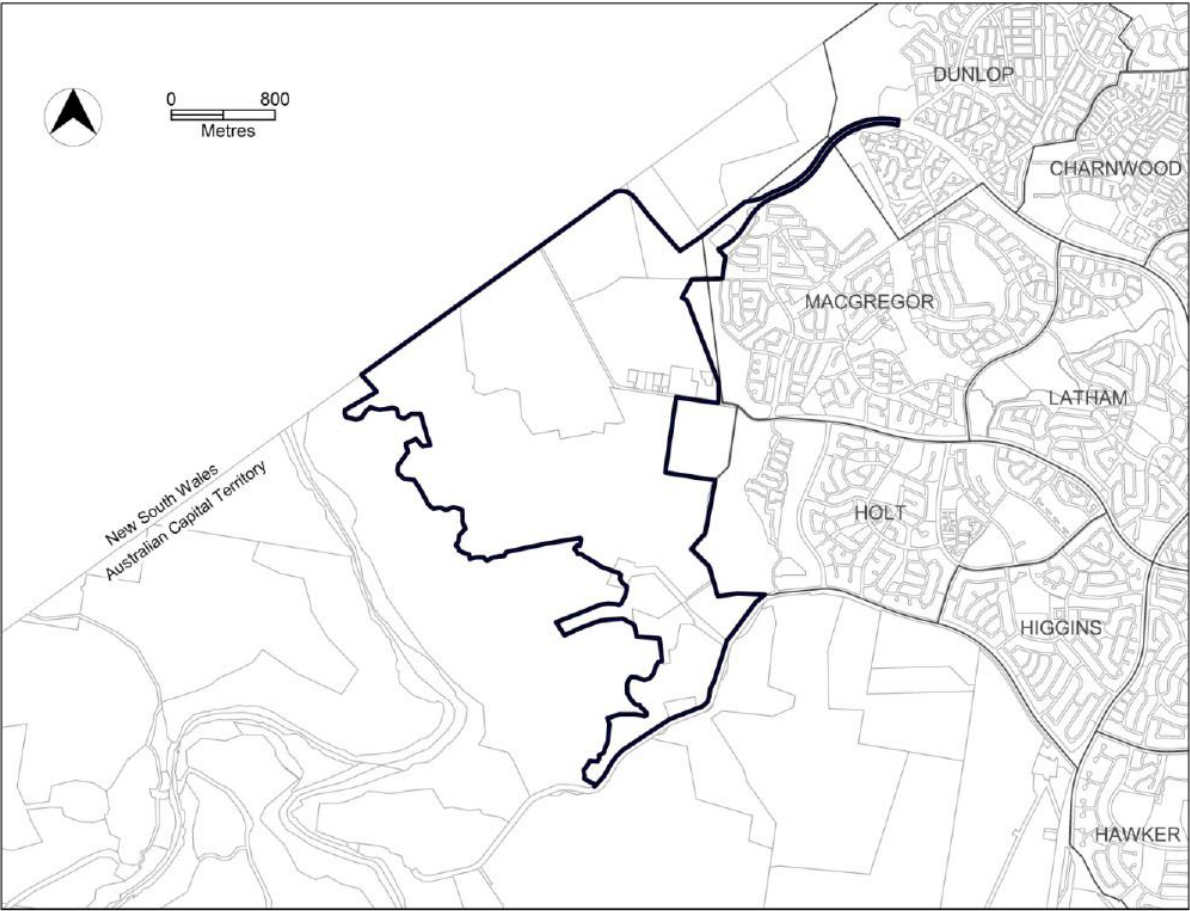 DUNLOP
0 800
Metres
CHARNWOOD
MACGREGOR
LATHAM
New South Wales
Australian Capital Territory
HOLT
HIGGINS
HAWKER